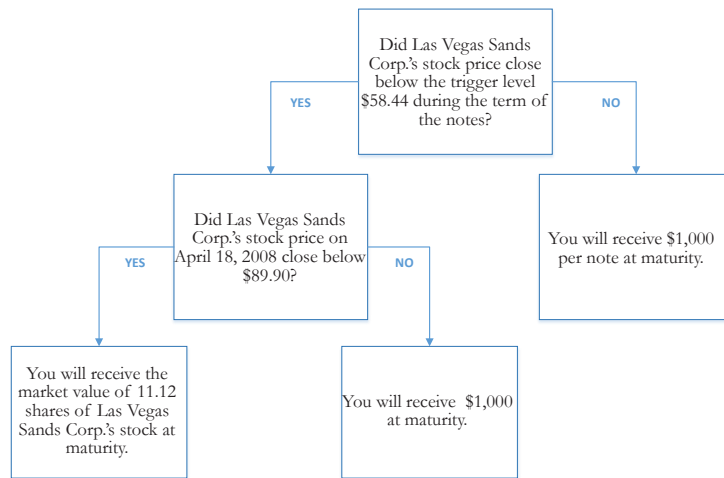 Did Las Vegas Sands
Corp.'s stock price close
below the trigger level
$58.44 during the term of
the notes?
YES
NO
Did Las Vegas Sands
Corp.'s stock price on
April 18, 2008 close below
$89.90?
You will receive $1,000
per note at maturity.
YES
NO
You will receive the
market value of 11.12
shares of Las Vegas
Sands Corp.'s stock at
maturity.
You will receive $1,000
at maturity.